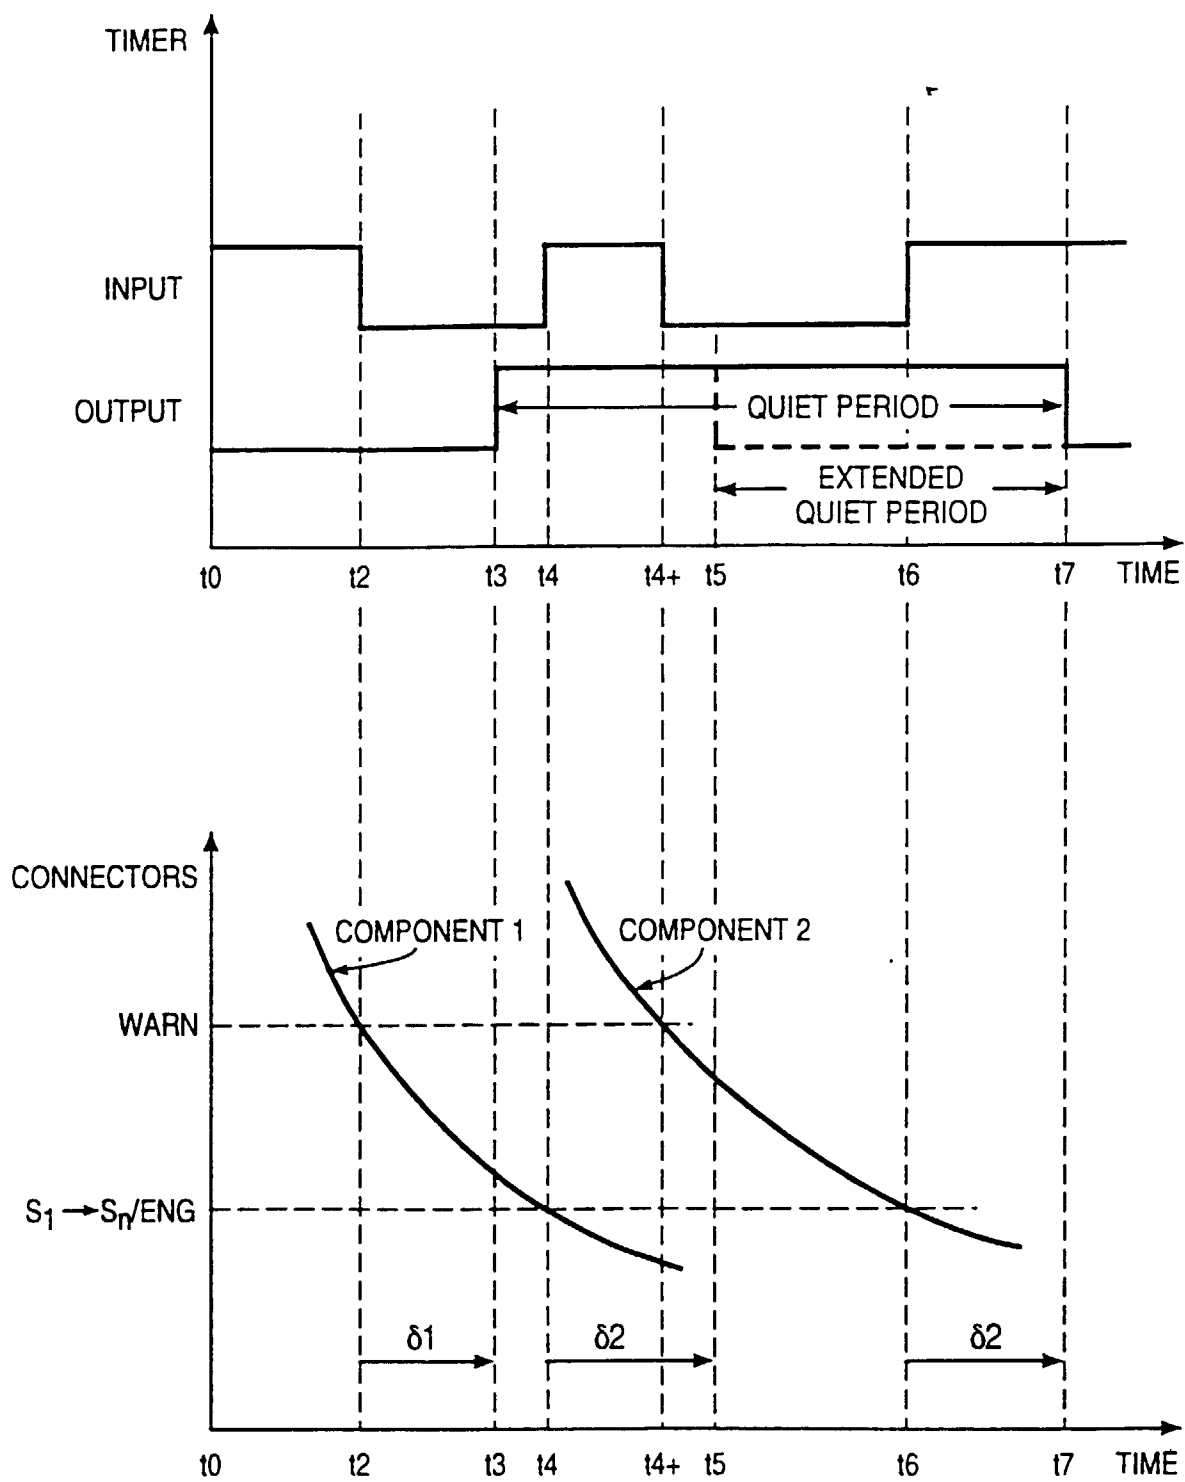 TIMER
INPUT
OUTPUT
QUIET PERIOD
EXTENDED
QUIET PERIOD
t0 t2 t3 t4 t4+ t5 t6 t7 TIME
CONNECTORS
COMPONENT 1 COMPONENT 2
WARN
S1→Sn/ENG
δ1 δ2 δ2
t0 t2 t3 t4 t4+ t5 t6 t7 TIME